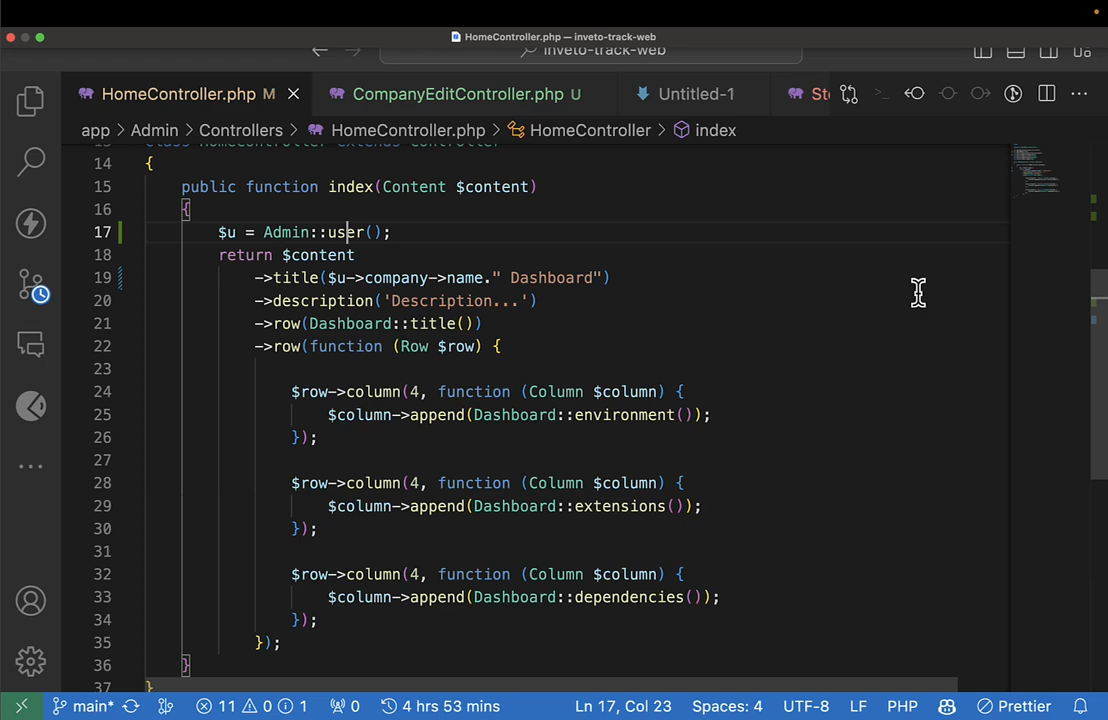 HomeController.php — inveto-track-web
inveto-track-web
HomeController.php M
CompanyEditController.php U
Untitled-1
Sto
app > Admin > Controllers > HomeController.php > HomeController > index
13 class HomeController extends Controller
14 {
15 public function index(Content $content)
16 {
17 $u = Admin::user();
18 return $content
19 ->title($u->company->name." Dashboard")
20 ->description('Description...')
21 ->row(Dashboard::title())
22 ->row(function (Row $row) {
23
24 $row->column(4, function (Column $column) {
25 $column->append(Dashboard::environment());
26 });
27
28 $row->column(4, function (Column $column) {
29 $column->append(Dashboard::extensions());
30 });
31
32 $row->column(4, function (Column $column) {
33 $column->append(Dashboard::dependencies());
34 });
35 });
36 }
37 }
main* 11 0 1 0 4 hrs 53 mins Ln 17, Col 23 Spaces: 4 UTF-8 LF PHP Prettier